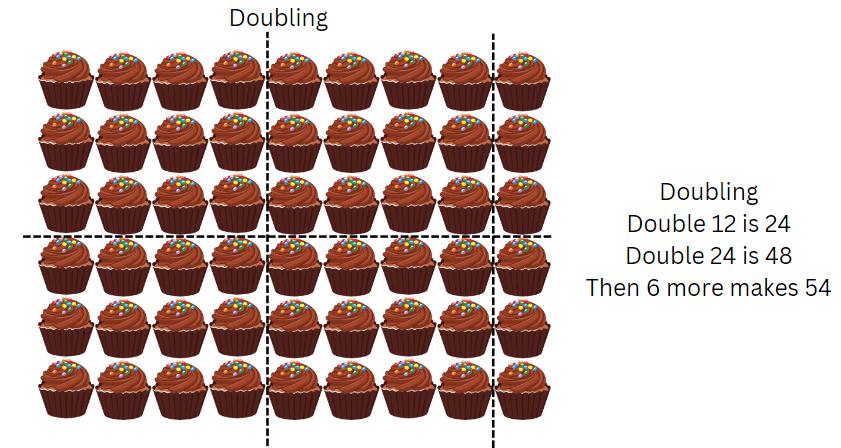 Doubling
Doubling
Double 12 is 24
Double 24 is 48
Then 6 more makes 54